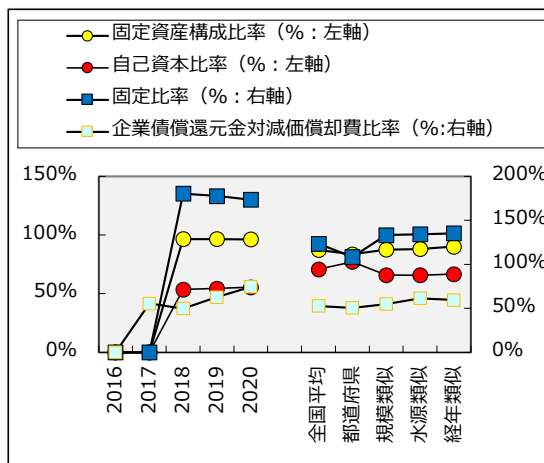 固定資産構成比率（%：左軸）
自己資本比率（%：左軸）
固定比率（%：右軸）
企業債償還元金対減価償却費比率（%:右軸）
150%
100%
50%
0%
200%
150%
100%
50%
0%
2016
2017
2018
2019
2020
全国平均
都道府県
規模類似
水源類似
経年類似